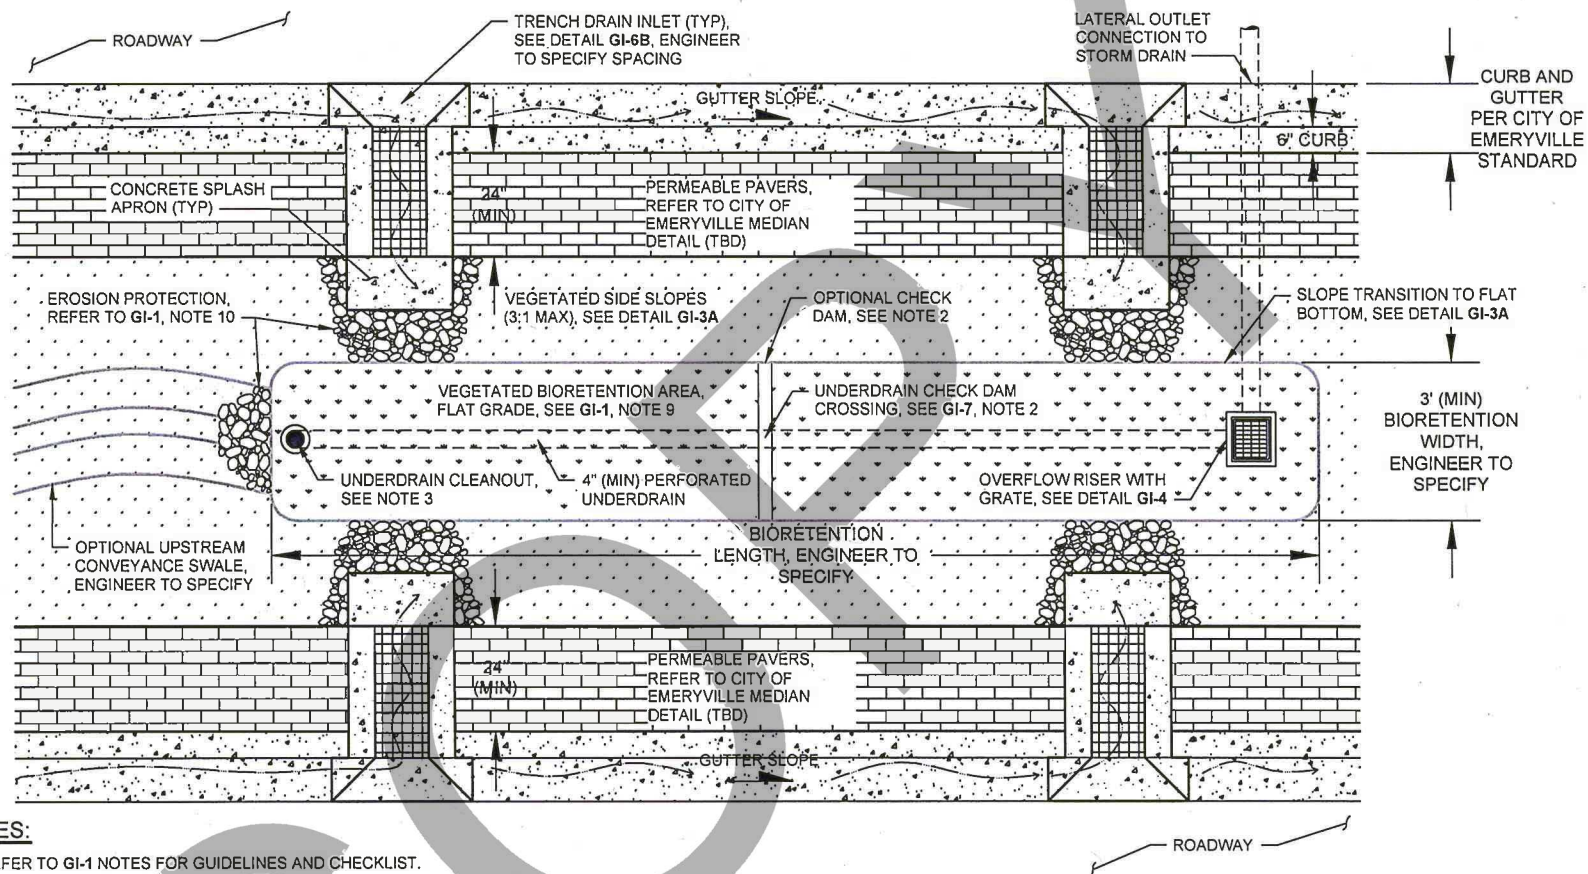 ROADWAY
TRENCH DRAIN INLET (TYP),
SEE DETAIL GI-6B, ENGINEER
TO SPECIFY SPACING
LATERAL OUTLET
CONNECTION TO
STORM DRAIN
CURB AND
GUTTER
PER CITY OF
EMERYVILLE
STANDARD
GUTTER SLOPE
6" CURB
CONCRETE SPLASH
APRON (TYP)
24"
(MIN)
PERMEABLE PAVERS,
REFER TO CITY OF
EMERYVILLE MEDIAN
DETAIL (TBD)
EROSION PROTECTION,
REFER TO GI-1, NOTE 10
VEGETATED SIDE SLOPES
(3:1 MAX), SEE DETAIL GI-3A
OPTIONAL CHECK
DAM, SEE NOTE 2
SLOPE TRANSITION TO FLAT
BOTTOM, SEE DETAIL GI-3A
VEGETATED BIORETENTION AREA,
FLAT GRADE, SEE GI-1, NOTE 9
UNDERDRAIN CHECK DAM
CROSSING, SEE GI-7, NOTE 2
3' (MIN)
BIORETENTION
WIDTH,
ENGINEER TO
SPECIFY
UNDERDRAIN CLEANOUT,
SEE NOTE 3
4" (MIN) PERFORATED
UNDERDRAIN
OVERFLOW RISER WITH
GRATE, SEE DETAIL GI-4
OPTIONAL UPSTREAM
CONVEYANCE SWALE,
ENGINEER TO SPECIFY
BIORETENTION
LENGTH, ENGINEER TO
SPECIFY
24"
(MIN)
PERMEABLE PAVERS,
REFER TO CITY OF
EMERYVILLE MEDIAN
DETAIL (TBD)
GUTTER SLOPE
ROADWAY
ES:
FER TO GI-1 NOTES FOR GUIDELINES AND CHECKLIST.
COPY